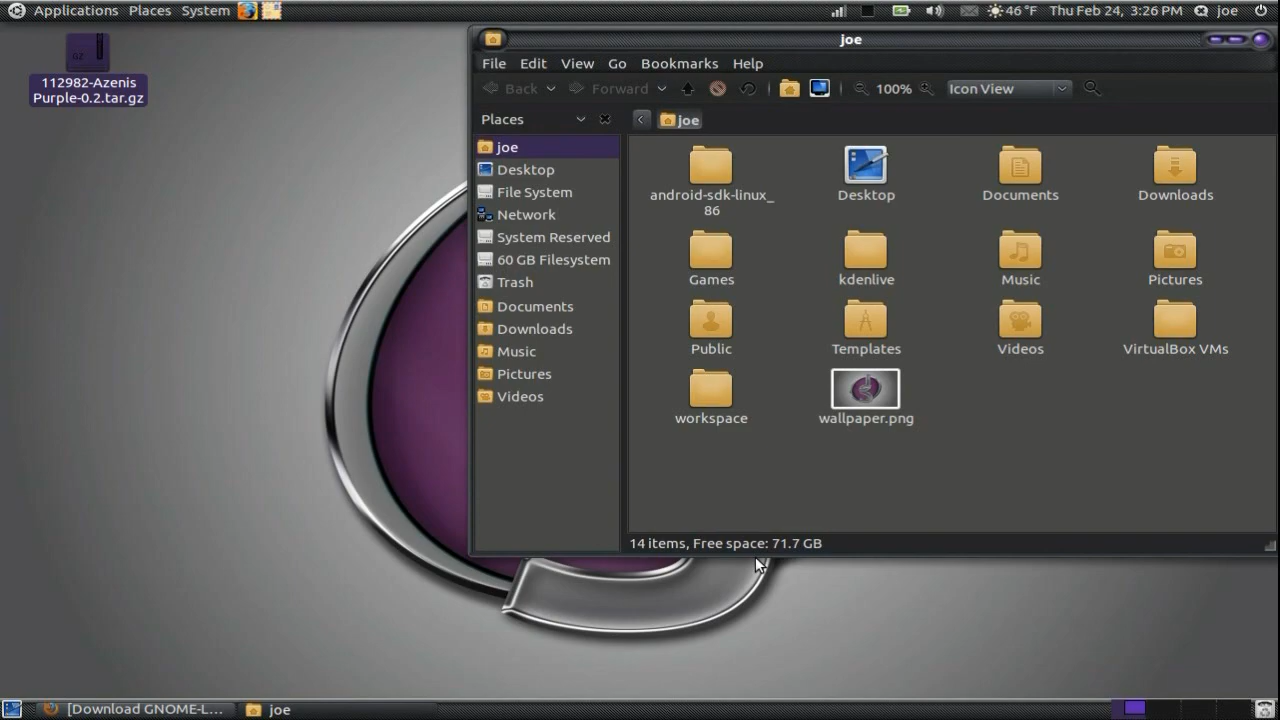 Applications Places System
46 °F Thu Feb 24, 3:26 PM joe
GZ
112982-Azenis
Purple-0.2.tar.gz
joe
File Edit View Go Bookmarks Help
Back Forward 100% Icon View
Places
joe
joe
Desktop
File System
Network
System Reserved
60 GB Filesystem
Trash
Documents
Downloads
Music
Pictures
Videos
android-sdk-linux_
86
Desktop
Documents
Downloads
Games
kdenlive
Music
Pictures
Public
Templates
Videos
VirtualBox VMs
workspace
wallpaper.png
14 items, Free space: 71.7 GB
[Download GNOME-L...
joe